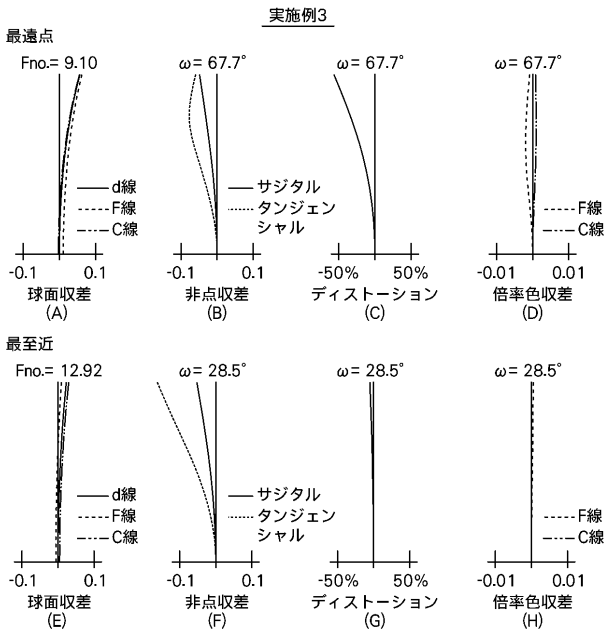 実施例3
最遠点
Fno.= 9.10
ω= 67.7°
ω= 67.7°
ω= 67.7°
d線
F線
C線
サジタル
タンジェン
シャル
F線
C線
-0.1 0.1
-0.1 0.1
-50% 50%
-0.01 0.01
球面収差
非点収差
ディストーション
倍率色収差
(A)
(B)
(C)
(D)
最至近
Fno.= 12.92
ω= 28.5°
ω= 28.5°
ω= 28.5°
d線
F線
C線
サジタル
タンジェン
シャル
F線
C線
-0.1 0.1
-0.1 0.1
-50% 50%
-0.01 0.01
球面収差
非点収差
ディストーション
倍率色収差
(E)
(F)
(G)
(H)